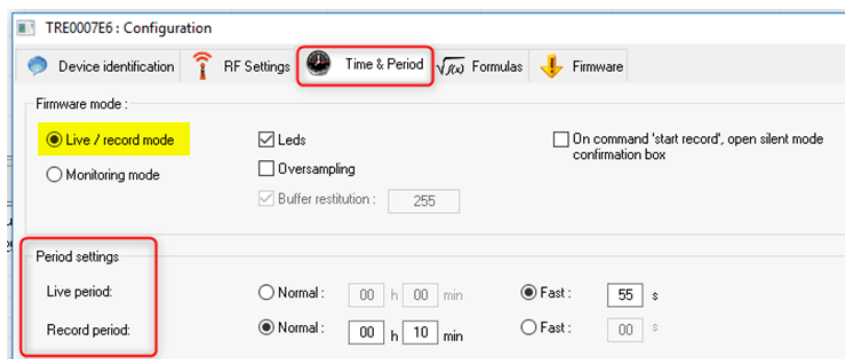 TRE0007E6 : Configuration
Device identification RF Settings Time & Period √f(x) Formulas Firmware
Firmware mode :
Live / record mode Leds On command 'start record', open silent mode
confirmation box
Oversampling
Monitoring mode
Buffer restitution : 255
Period settings
Live period: Normal : 00 h 00 min Fast : 55 s
Record period: Normal : 00 h 10 min Fast : 00 s